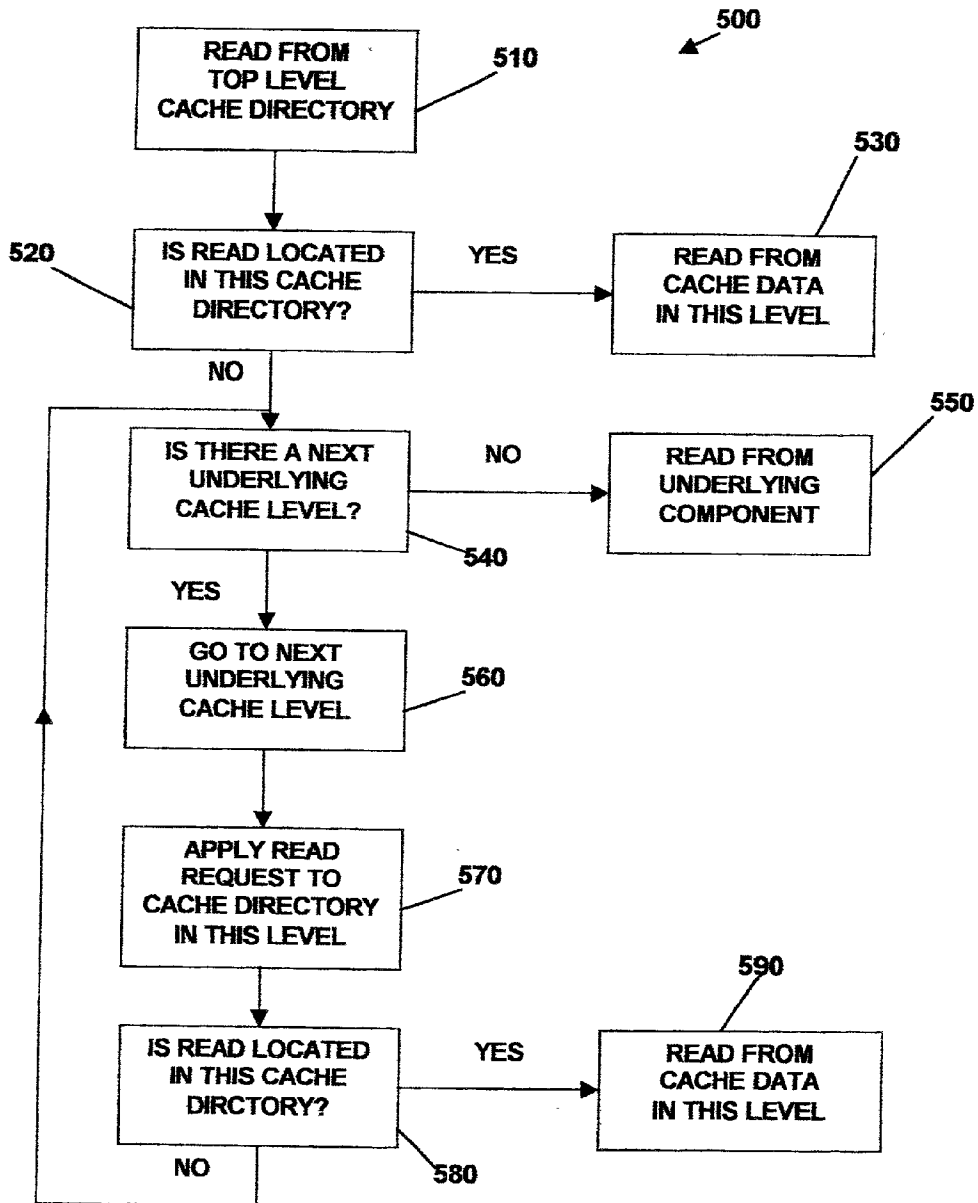 500
READ FROM
TOP LEVEL
CACHE DIRECTORY
510
530
520
IS READ LOCATED
IN THIS CACHE
DIRECTORY?
YES
READ FROM
CACHE DATA
IN THIS LEVEL
NO
550
IS THERE A NEXT
UNDERLYING
CACHE LEVEL?
NO
READ FROM
UNDERLYING
COMPONENT
540
YES
GO TO NEXT
UNDERLYING
CACHE LEVEL
560
APPLY READ
REQUEST TO
CACHE DIRECTORY
IN THIS LEVEL
570
590
IS READ LOCATED
IN THIS CACHE
DIRCTORY?
YES
READ FROM
CACHE DATA
IN THIS LEVEL
NO
580